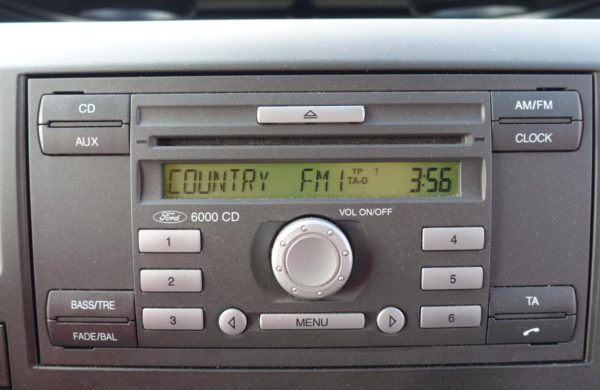 CD
AM/FM
AUX
CLOCK
COUNTRY FM1 TP 1 TA-D 3:56
Ford 6000 CD
VOL ON/OFF
1
4
2
5
BASS/TRE
TA
3
MENU
6
FADE/BAL